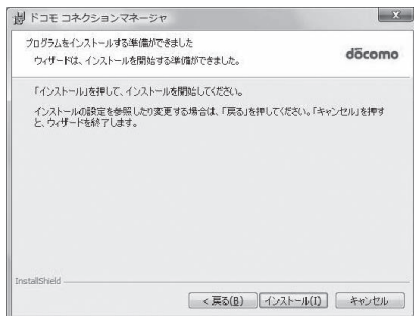 ドコモ コネクションマネージャ
プログラムをインストールする準備ができました
ウィザードは、インストールを開始する準備ができました。
döcomo
「インストール」を押して、インストールを開始してください。
インストールの設定を参照したり変更する場合は、「戻る」を押してください。「キャンセル」を押す
と、ウィザードを終了します。
InstallShield
< 戻る(B)
インストール(I)
キャンセル